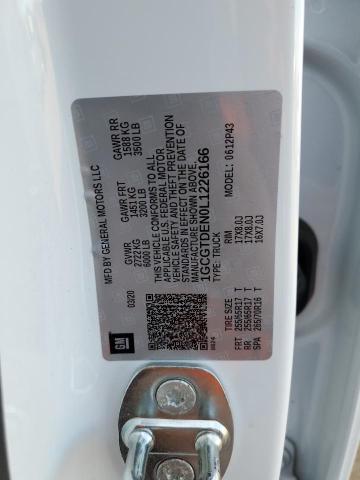 MFD BY GENERAL MOTORS LLC
03/20
GVWR
2722 KG
6000 LB
GAWR FRT
1451 KG
3200 LB
GAWR RR
1588 KG
3500 LB
THIS VEHICLE CONFORMS TO ALL
APPLICABLE U.S. FEDERAL MOTOR
VEHICLE SAFETY AND THEFT PREVENTION
STANDARDS IN EFFECT ON THE DATE OF
MANUFACTURE SHOWN ABOVE.
1GCGTDEN0L1226166
TYPE: TRUCK
MODEL: 0612P43
TIRE SIZE
RIM
FRT 255/65R17 T 17X8.0J
RR 255/65R17 T 17X8.0J
SPA 265/70R16 T 16X7.0J
GM